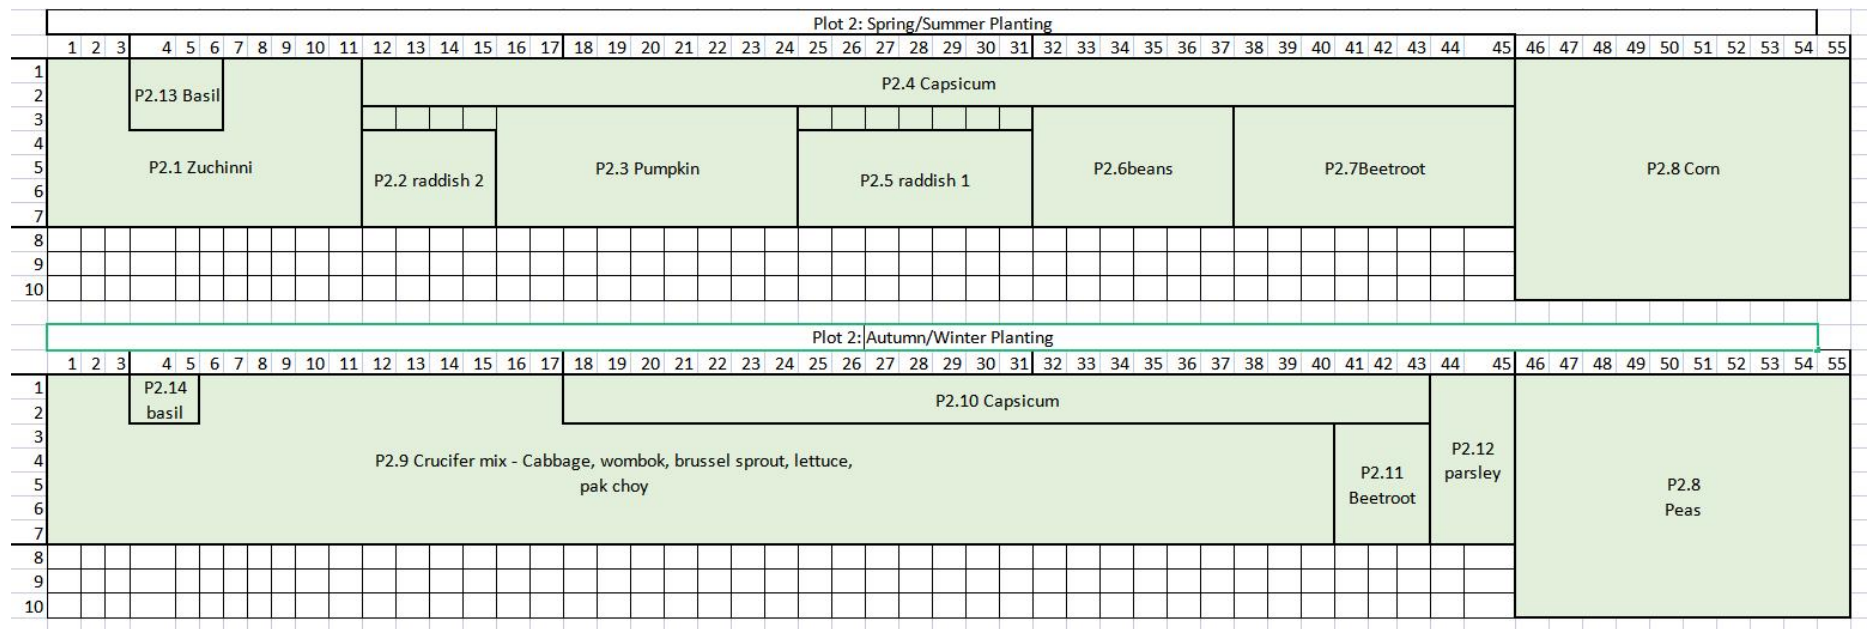 Plot 2: Spring/Summer Planting
1 2 3 4 5 6 7 8 9 10 11 12 13 14 15 16 17 18 19 20 21 22 23 24 25 26 27 28 29 30 31 32 33 34 35 36 37 38 39 40 41 42 43 44 45 46 47 48 49 50 51 52 53 54 55
1
P2.4 Capsicum
2
P2.13 Basil
3
4
5
P2.1 Zuchinni
P2.2 raddish 2
P2.3 Pumpkin
P2.5 raddish 1
P2.6beans
P2.7Beetroot
P2.8 Corn
6
7
8
9
10
Plot 2: Autumn/Winter Planting
1 2 3 4 5 6 7 8 9 10 11 12 13 14 15 16 17 18 19 20 21 22 23 24 25 26 27 28 29 30 31 32 33 34 35 36 37 38 39 40 41 42 43 44 45 46 47 48 49 50 51 52 53 54 55
1
P2.14
basil
P2.10 Capsicum
2
3
4
P2.9 Crucifer mix - Cabbage, wombok, brussel sprout, lettuce,
pak choy
P2.11
Beetroot
P2.12
parsley
P2.8
Peas
5
6
7
8
9
10